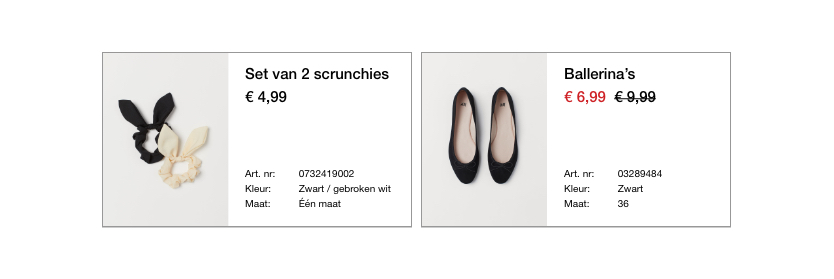 Set van 2 scrunchies
€ 4,99
Art. nr: 0732419002
Kleur: Zwart / gebroken wit
Maat: Één maat
Ballerina’s
€ 6,99 € 9,99
Art. nr: 03289484
Kleur: Zwart
Maat: 36